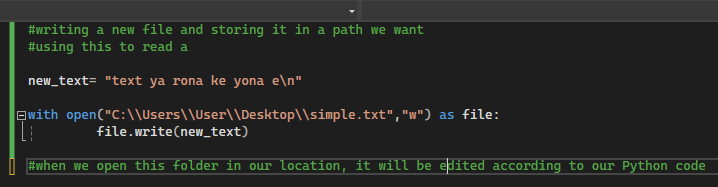 #writing a new file and storing it in a path we want
#using this to read a
new_text= "text ya rona ke yona e\n"
with open("C:\\Users\\User\\Desktop\\simple.txt","w") as file:
file.write(new_text)
#when we open this folder in our location, it will be edited according to our Python code